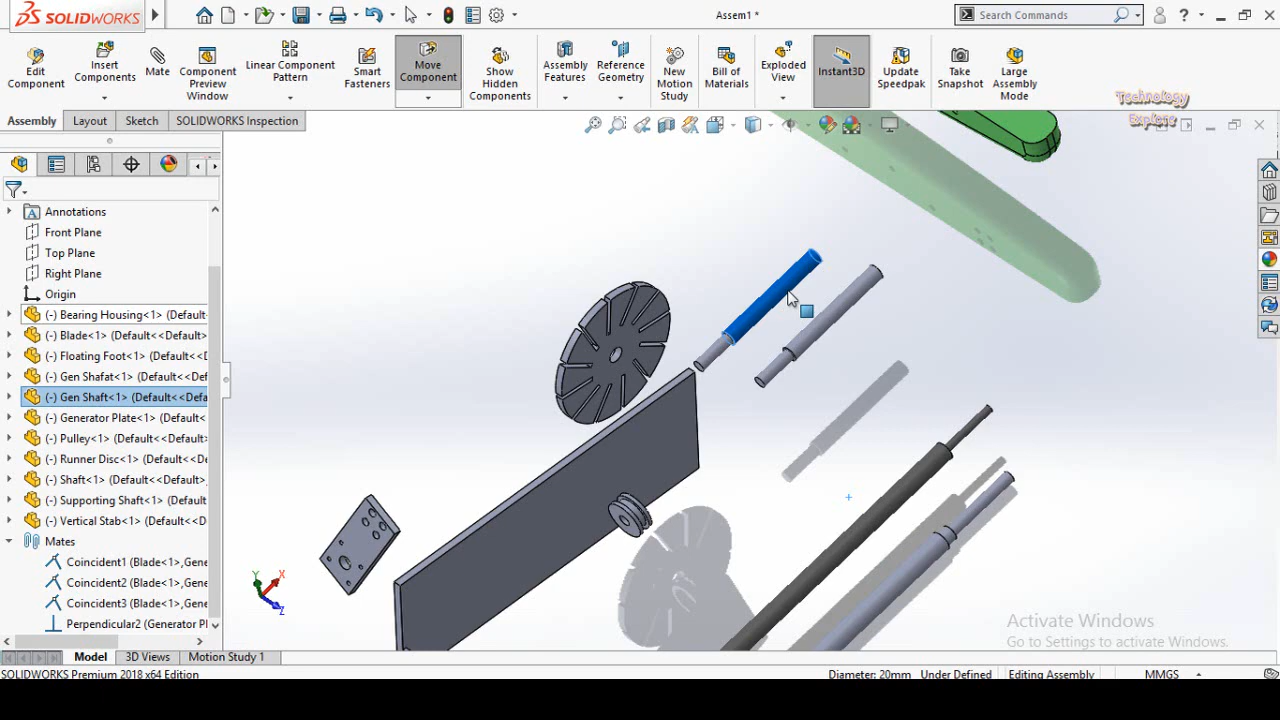 SOLIDWORKS
Assem1 *
Search Commands
?
Edit Component
Insert Components
Mate
Component Preview Window
Linear Component Pattern
Smart Fasteners
Move Component
Show Hidden Components
Assembly Features
Reference Geometry
New Motion Study
Bill of Materials
Exploded View
Instant3D
Update Speedpak
Take Snapshot
Large Assembly Mode
Technology
Explore
Assembly
Layout
Sketch
SOLIDWORKS Inspection
Annotations
Front Plane
Top Plane
Right Plane
Origin
(-) Bearing Housing<1> (Default
(-) Blade<1> (Default<<Default>
(-) Floating Foot<1> (Default<<D
(-) Gen Shafat<1> (Default<<Def
(-) Gen Shaft<1> (Default<<Defa
(-) Generator Plate<1> (Default<
(-) Pulley<1> (Default<<Default>
(-) Runner Disc<1> (Default<<D
(-) Shaft<1> (Default<<Default>
(-) Supporting Shaft<1> (Default
(-) Vertical Stab<1> (Default<<D
Mates
Coincident1 (Blade<1>,Gene
Coincident2 (Blade<1>,Gene
Coincident3 (Blade<1>,Gene
Perpendicular2 (Generator Pl
Y
X
Z
Activate Windows
Go to Settings to activate Windows.
Model
3D Views
Motion Study 1
SOLIDWORKS Premium 2018 x64 Edition
Diameter: 20mm
Under Defined
Editing Assembly
MMGS